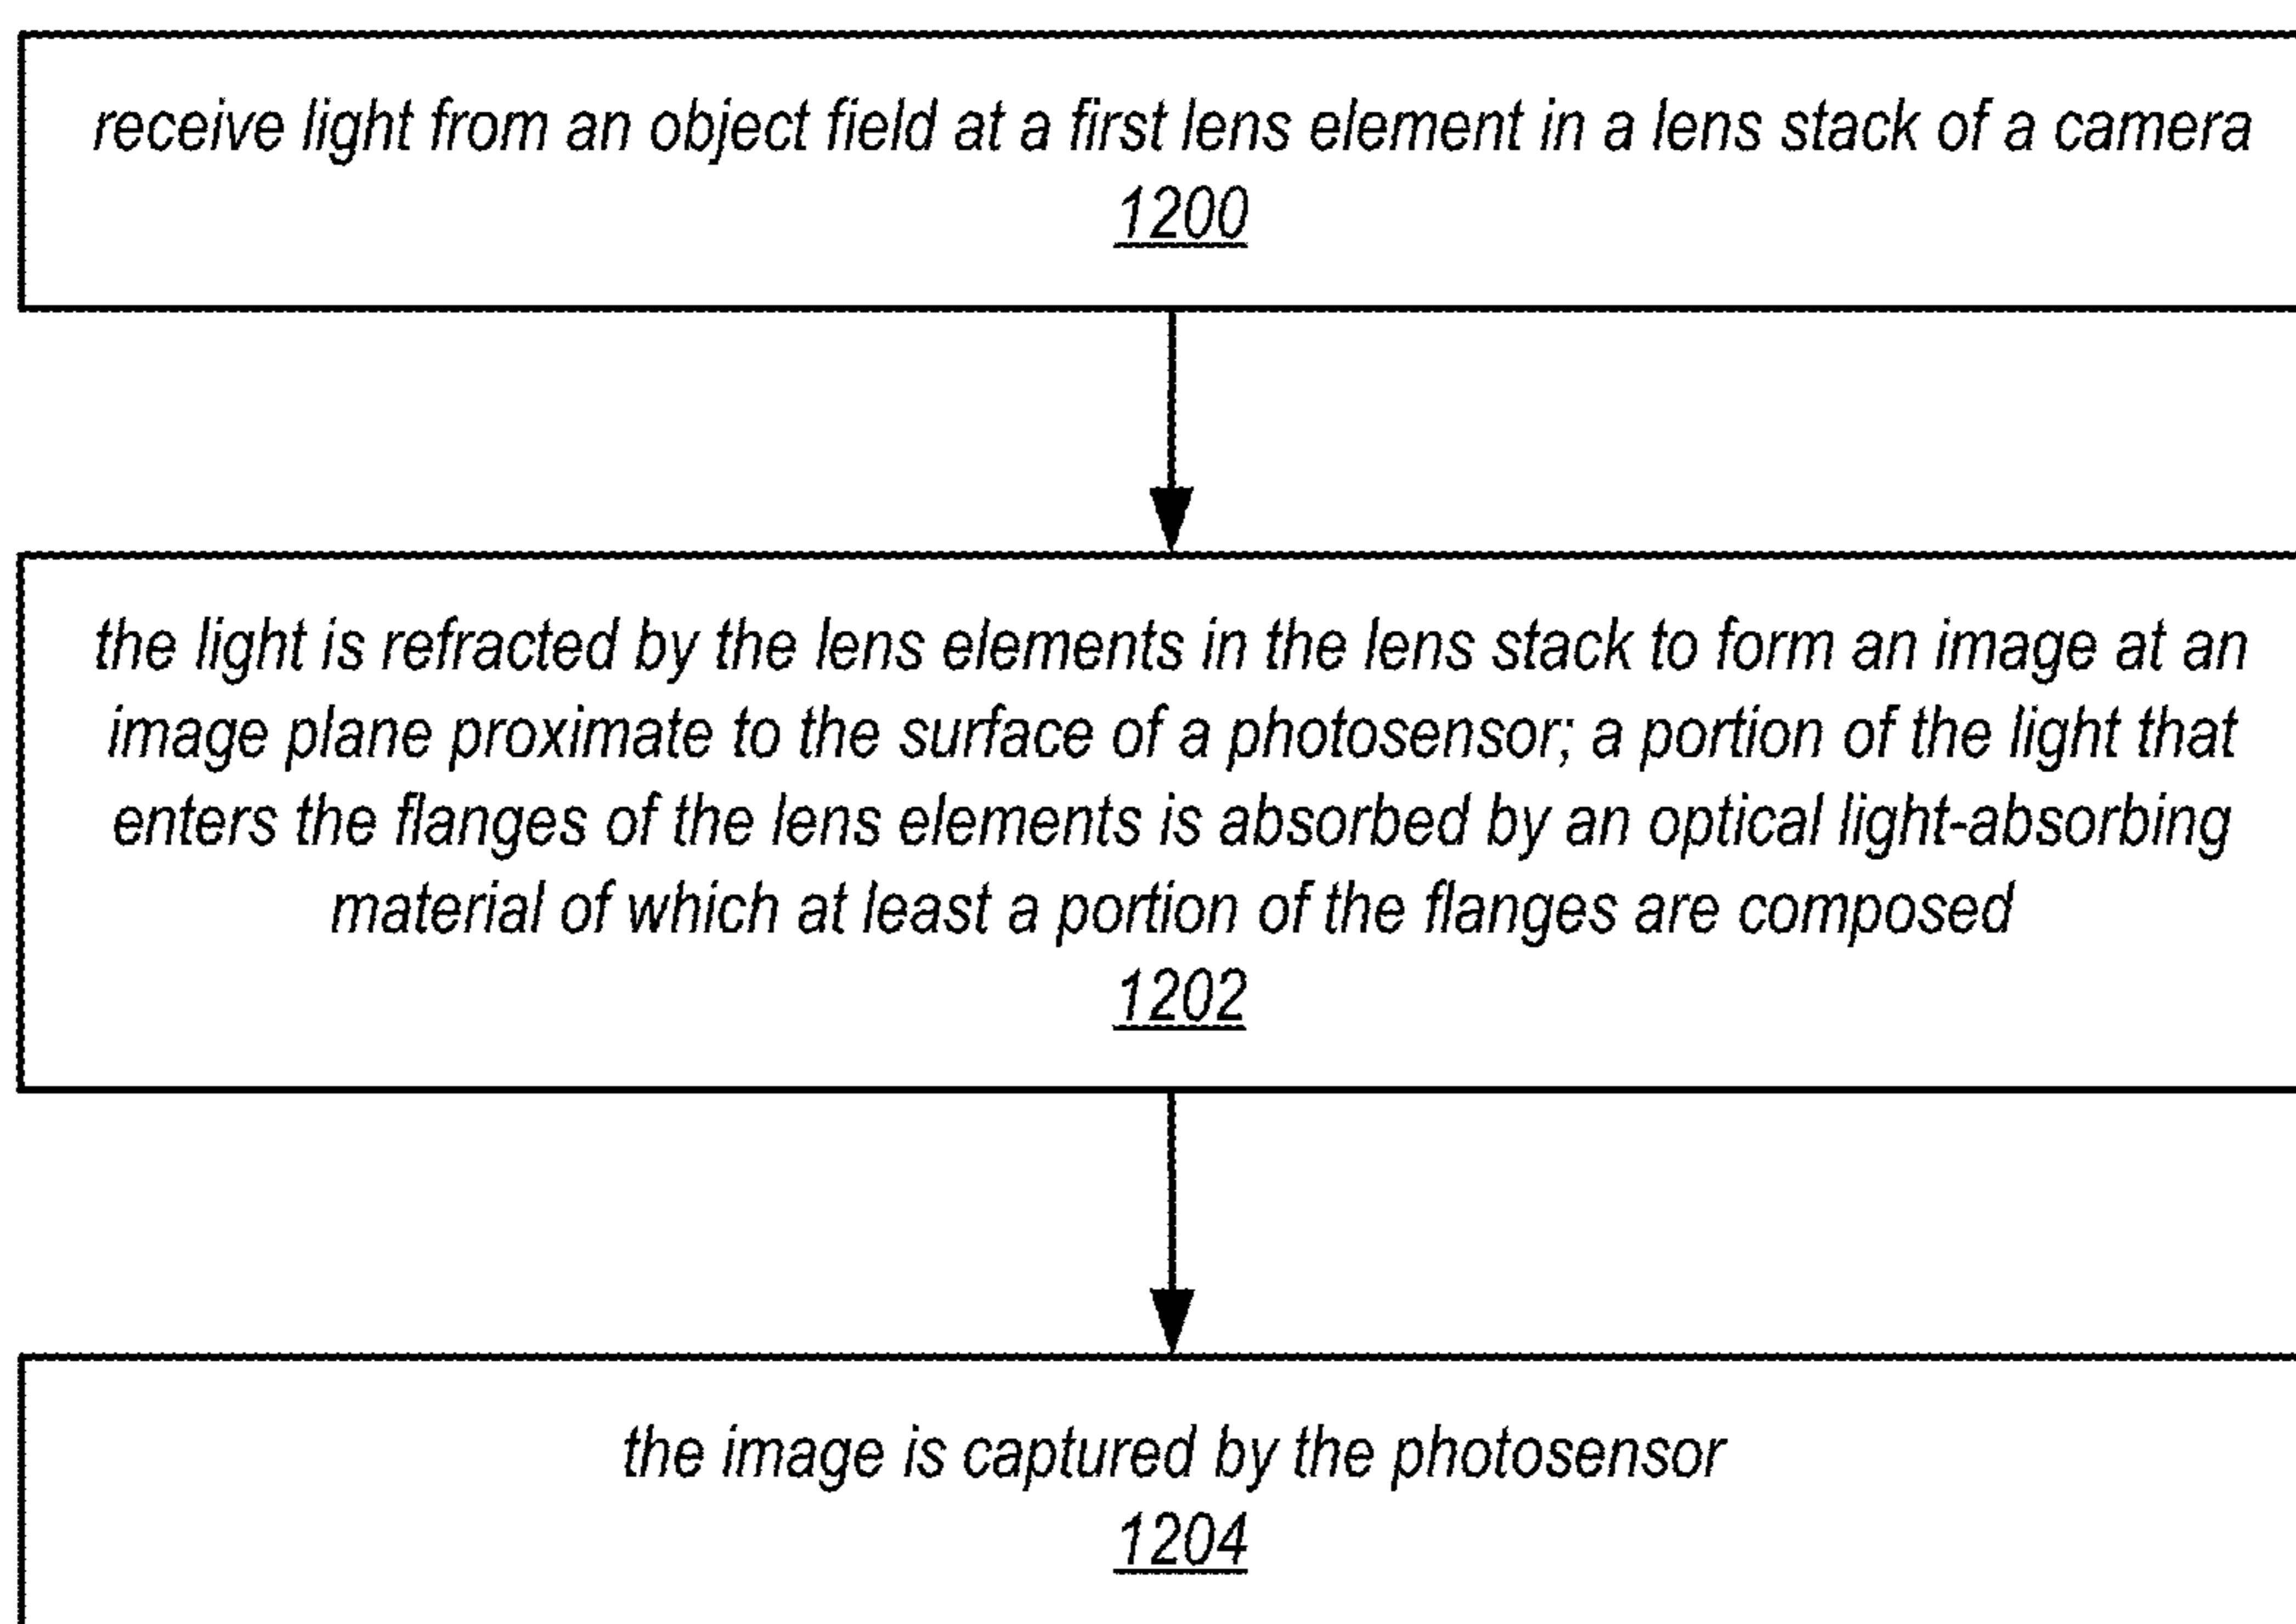 receive light from an object field at a first lens element in a lens stack of a camera
1200
the light is refracted by the lens elements in the lens stack to form an image at an
image plane proximate to the surface of a photosensor; a portion of the light that
enters the flanges of the lens elements is absorbed by an optical light-absorbing
material of which at least a portion of the flanges are composed
1202
the image is captured by the photosensor
1204